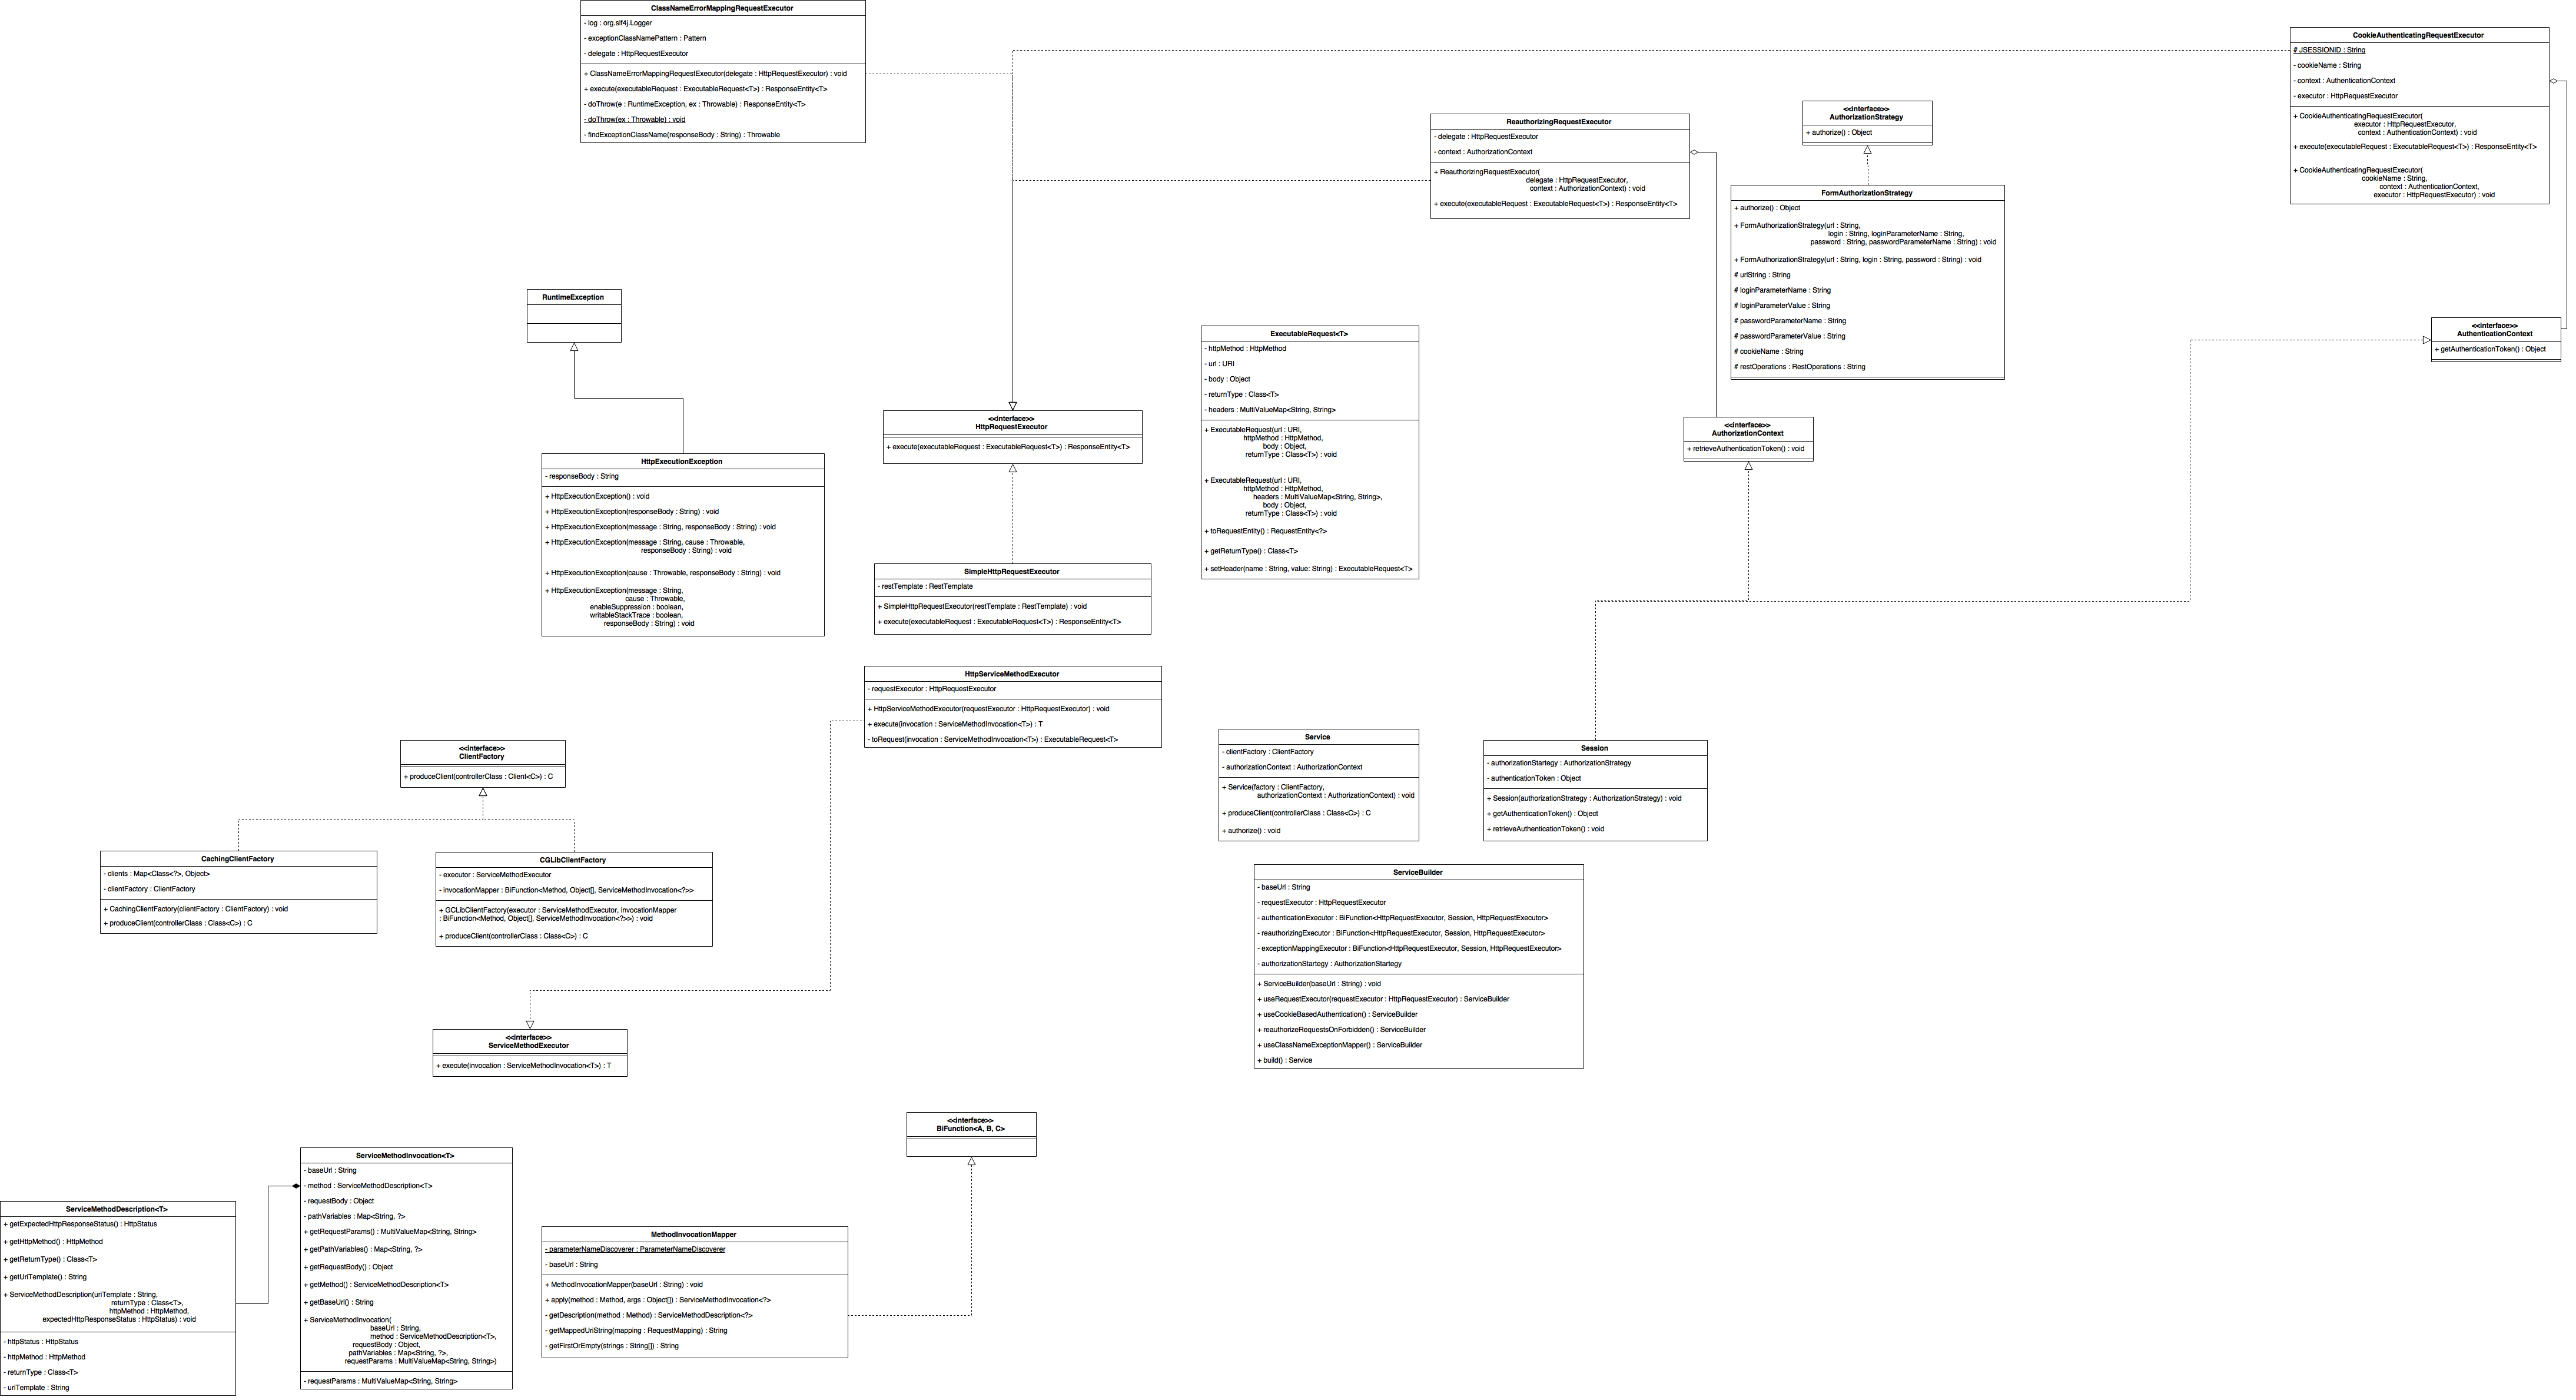 ClassNameErrorMappingRequestExecutor
- log : org.slf4j.Logger
- exceptionClassNamePattern : Pattern
- delegate : HttpRequestExecutor
+ ClassNameErrorMappingRequestExecutor(delegate : HttpRequestExecutor) : void
+ execute(executableRequest : ExecutableRequest<T>) : ResponseEntity<T>
- doThrow(e : RuntimeException, ex : Throwable) : ResponseEntity<T>
- doThrow(ex : Throwable) : void
- findExceptionClassName(responseBody : String) : Throwable
CookieAuthenticatingRequestExecutor
# JSESSIONID : String
- cookieName : String
- context : AuthenticationContext
- executor : HttpRequestExecutor
+ CookieAuthenticatingRequestExecutor(
executor : HttpRequestExecutor,
context : AuthenticationContext) : void
+ execute(executableRequest : ExecutableRequest<T>) : ResponseEntity<T>
+ CookieAuthenticatingRequestExecutor(
cookieName : String,
context : AuthenticationContext,
executor : HttpRequestExecutor) : void
<<interface>>
AuthorizationStrategy
+ authorize() : Object
ReauthorizingRequestExecutor
- delegate : HttpRequestExecutor
- context : AuthorizationContext
+ ReauthorizingRequestExecutor(
delegate : HttpRequestExecutor,
context : AuthorizationContext) : void
+ execute(executableRequest : ExecutableRequest<T>) : ResponseEntity<T>
FormAuthorizationStrategy
+ authorize() : Object
+ FormAuthorizationStrategy(url : String,
login : String, loginParameterName : String,
password : String, passwordParameterName : String) : void
+ FormAuthorizationStrategy(url : String, login : String, password : String) : void
# urlString : String
# loginParameterName : String
# loginParameterValue : String
# passwordParameterName : String
# passwordParameterValue : String
# cookieName : String
# restOperations : RestOperations : String
RuntimeException
<<interface>>
AuthenticationContext
+ getAuthenticationToken() : Object
ExecutableRequest<T>
- httpMethod : HttpMethod
- url : URI
- body : Object
- returnType : Class<T>
- headers : MultiValueMap<String, String>
+ ExecutableRequest(url : URI,
httpMethod : HttpMethod,
body : Object,
returnType : Class<T>) : void
+ ExecutableRequest(url : URI,
httpMethod : HttpMethod,
headers : MultiValueMap<String, String>,
body : Object,
returnType : Class<T>) : void
+ toRequestEntity() : RequestEntity<?>
+ getReturnType() : Class<T>
+ setHeader(name : String, value: String) : ExecutableRequest<T>
<<interface>>
HttpRequestExecutor
+ execute(executableRequest : ExecutableRequest<T>) : ResponseEntity<T>
<<interface>>
AuthorizationContext
+ retrieveAuthenticationToken() : void
HttpExecutionException
- responseBody : String
+ HttpExecutionException() : void
+ HttpExecutionException(responseBody : String) : void
+ HttpExecutionException(message : String, responseBody : String) : void
+ HttpExecutionException(message : String, cause : Throwable,
responseBody : String) : void
+ HttpExecutionException(cause : Throwable, responseBody : String) : void
+ HttpExecutionException(message : String,
cause : Throwable,
enableSuppression : boolean,
writableStackTrace : boolean,
responseBody : String) : void
SimpleHttpRequestExecutor
- restTemplate : RestTemplate
+ SimpleHttpRequestExecutor(restTemplate : RestTemplate) : void
+ execute(executableRequest : ExecutableRequest<T>) : ResponseEntity<T>
HttpServiceMethodExecutor
- requestExecutor : HttpRequestExecutor
+ HttpServiceMethodExecutor(requestExecutor : HttpRequestExecutor) : void
+ execute(invocation : ServiceMethodInvocation<T>) : T
- toRequest(invocation : ServiceMethodInvocation<T>) : ExecutableRequest<T>
<<interface>>
ClientFactory
+ produceClient(controllerClass : Client<C>) : C
Service
- clientFactory : ClientFactory
- authorizationContext : AuthorizationContext
+ Service(factory : ClientFactory,
authorizationContext : AuthorizationContext) : void
+ produceClient(controllerClass : Class<C>) : C
+ authorize() : void
Session
- authorizationStartegy : AuthorizationStrategy
- authenticationToken : Object
+ Session(authorizationStrategy : AuthorizationStrategy) : void
+ getAuthenticationToken() : Object
+ retrieveAuthenticationToken() : void
CachingClientFactory
- clients : Map<Class<?>, Object>
- clientFactory : ClientFactory
+ CachingClientFactory(clientFactory : ClientFactory) : void
+ produceClient(controllerClass : Class<C>) : C
CGLibClientFactory
- executor : ServiceMethodExecutor
- invocationMapper : BiFunction<Method, Object[], ServiceMethodInvocation<?>>
+ GCLibClientFactory(executor : ServiceMethodExecutor, invocationMapper
: BiFunction<Method, Object[], ServiceMethodInvocation<?>>) : void
+ produceClient(controllerClass : Class<C>) : C
ServiceBuilder
- baseUrl : String
- requestExecutor : HttpRequestExecutor
- authenticationExecutor : BiFunction<HttpRequestExecutor, Session, HttpRequestExecutor>
- reauthorizingExecutor : BiFunction<HttpRequestExecutor, Session, HttpRequestExecutor>
- exceptionMappingExecutor : BiFunction<HttpRequestExecutor, Session, HttpRequestExecutor>
- authorizationStartegy : AuthorizationStartegy
+ ServiceBuilder(baseUrl : String) : void
+ useRequestExecutor(requestExecutor : HttpRequestExecutor) : ServiceBuilder
+ useCookieBasedAuthentication() : ServiceBuilder
+ reauthorizeRequestsOnForbidden() : ServiceBuilder
+ useClassNameExceptionMapper() : ServiceBuilder
+ build() : Service
<<interface>>
ServiceMethodExecutor
+ execute(invocation : ServiceMethodInvocation<T>) : T
<<interface>>
BiFunction<A, B, C>
ServiceMethodInvocation<T>
- baseUrl : String
- method : ServiceMethodDescription<T>
- requestBody : Object
- pathVariables : Map<String, ?>
+ getRequestParams() : MultiValueMap<String, String>
+ getPathVariables() : Map<String, ?>
+ getRequestBody() : Object
+ getMethod() : ServiceMethodDescription<T>
+ getBaseUrl() : String
+ ServiceMethodInvocation(
baseUrl : String,
method : ServiceMethodDescription<T>,
requestBody : Object,
pathVariables : Map<String, ?>,
requestParams : MultiValueMap<String, String>)
- requestParams : MultiValueMap<String, String>
ServiceMethodDescription<T>
+ getExpectedHttpResponseStatus() : HttpStatus
+ getHttpMethod() : HttpMethod
+ getReturnType() : Class<T>
+ getUriTemplate() : String
+ ServiceMethodDescription(uriTemplate : String,
returnType : Class<T>,
httpMethod : HttpMethod,
expectedHttpResponseStatus : HttpStatus) : void
- httpStatus : HttpStatus
- httpMethod : HttpMethod
- returnType : Class<T>
- uriTemplate : String
MethodInvocationMapper
- parameterNameDiscoverer : ParameterNameDiscoverer
- baseUrl : String
+ MethodInvocationMapper(baseUrl : String) : void
+ apply(method : Method, args : Object[]) : ServiceMethodInvocation<?>
- getDescription(method : Method) : ServiceMethodDescription<?>
- getMappedUriString(mapping : RequestMapping) : String
- getFirstOrEmpty(strings : String[]) : String